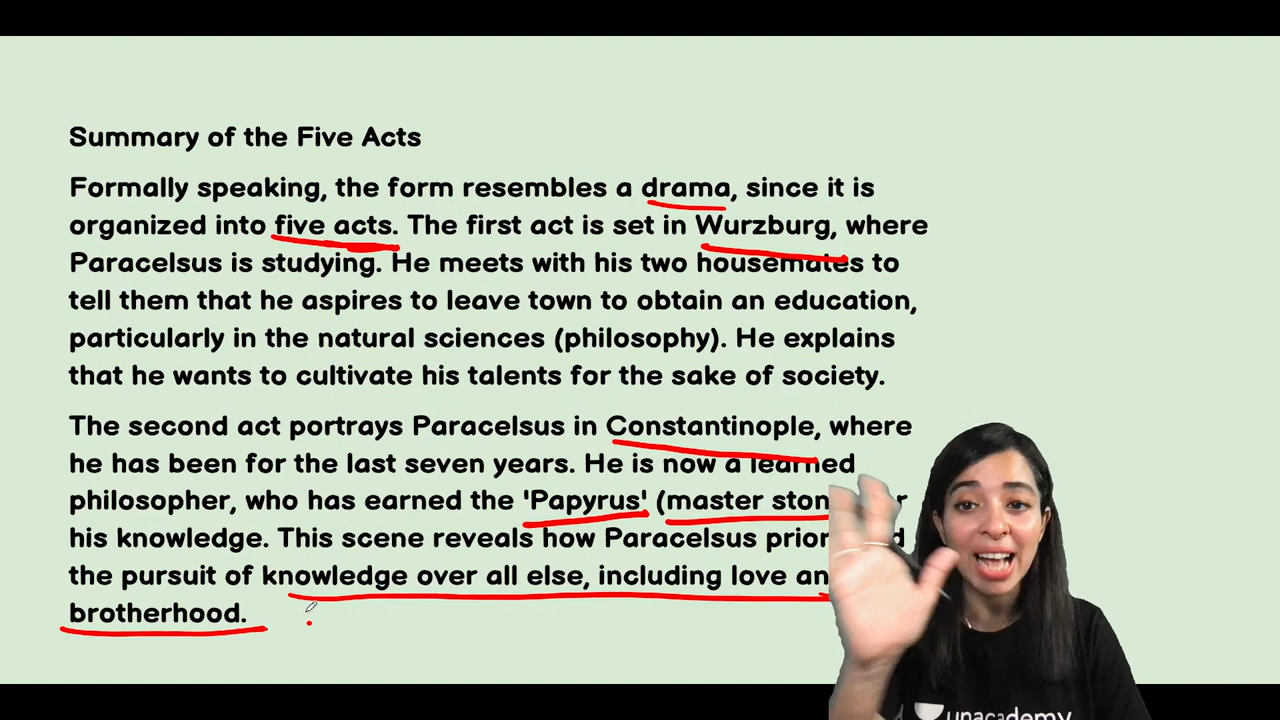 Summary of the Five Acts
Formally speaking, the form resembles a drama, since it is
organized into five acts. The first act is set in Wurzburg, where
Paracelsus is studying. He meets with his two housemates to
tell them that he aspires to leave town to obtain an education,
particularly in the natural sciences (philosophy). He explains
that he wants to cultivate his talents for the sake of society.
The second act portrays Paracelsus in Constantinople, where
he has been for the last seven years. He is now a learned
philosopher, who has earned the 'Papyrus' (master
his knowledge. This scene reveals how Paracelsus
the pursuit of knowledge over all else, including love
brotherhood.
unacademy